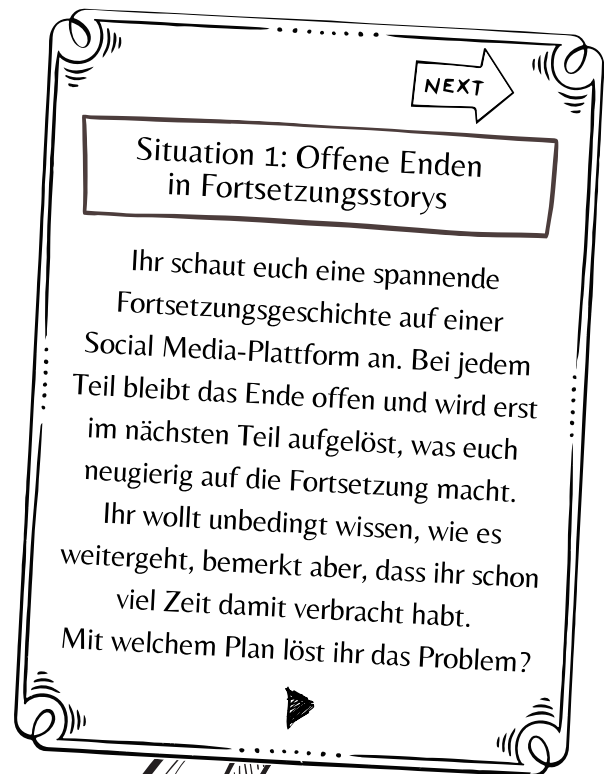 NEXT
Situation 1: Offene Enden
in Fortsetzungsstorys
Ihr schaut euch eine spannende
Fortsetzungsgeschichte auf einer
Social Media-Plattform an. Bei jedem
Teil bleibt das Ende offen und wird erst
im nächsten Teil aufgelöst, was euch
neugierig auf die Fortsetzung macht.
Ihr wollt unbedingt wissen, wie es
weitergeht, bemerkt aber, dass ihr schon
viel Zeit damit verbracht habt.
Mit welchem Plan löst ihr das Problem?